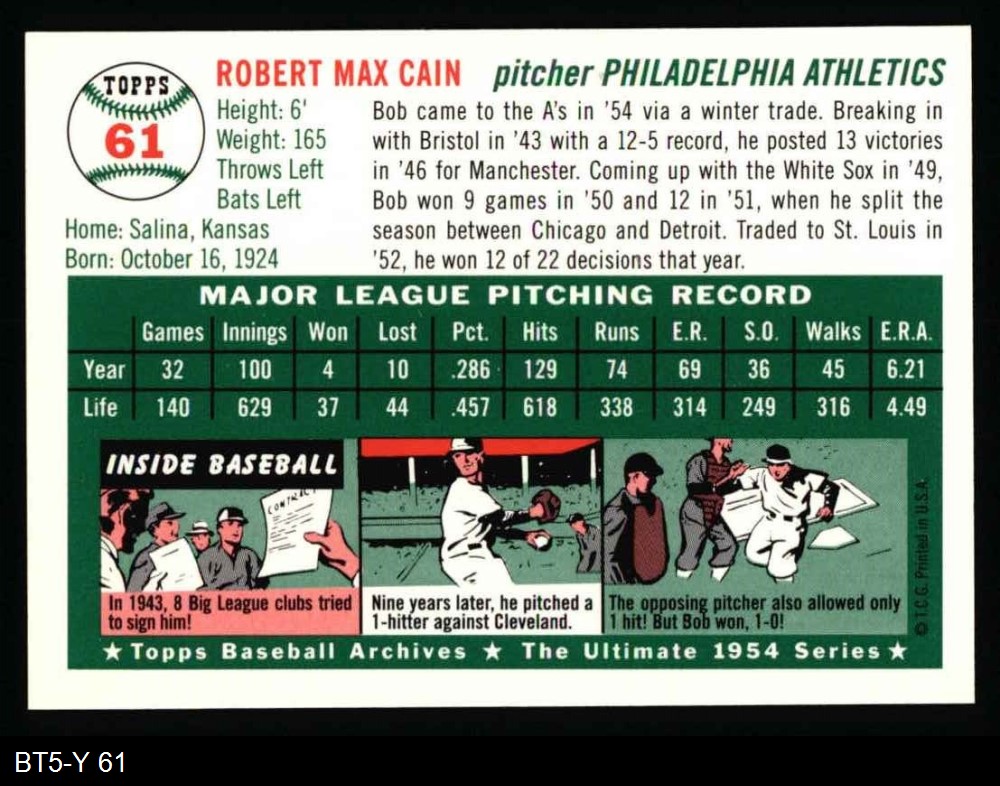 TOPPS
61
ROBERT MAX CAIN pitcher PHILADELPHIA ATHLETICS
Height: 6'
Weight: 165
Throws Left
Bats Left
Home: Salina, Kansas
Born: October 16, 1924
Bob came to the A's in '54 via a winter trade. Breaking in
with Bristol in '43 with a 12-5 record, he posted 13 victories
in '46 for Manchester. Coming up with the White Sox in '49,
Bob won 9 games in '50 and 12 in '51, when he split the
season between Chicago and Detroit. Traded to St. Louis in
'52, he won 12 of 22 decisions that year.
MAJOR LEAGUE PITCHING RECORD
Games Innings Won Lost Pct. Hits Runs E.R. S.O. Walks E.R.A.
Year 32 100 4 10 .286 129 74 69 36 45 6.21
Life 140 629 37 44 .457 618 338 314 249 316 4.49
INSIDE BASEBALL
CONTRACT
In 1943, 8 Big League clubs tried
to sign him!
Nine years later, he pitched a
1-hitter against Cleveland.
The opposing pitcher also allowed only
1 hit! But Bob won, 1-0!
© T.C.G. Printed in U.S.A.
★ Topps Baseball Archives ★ The Ultimate 1954 Series ★
BT5-Y 61